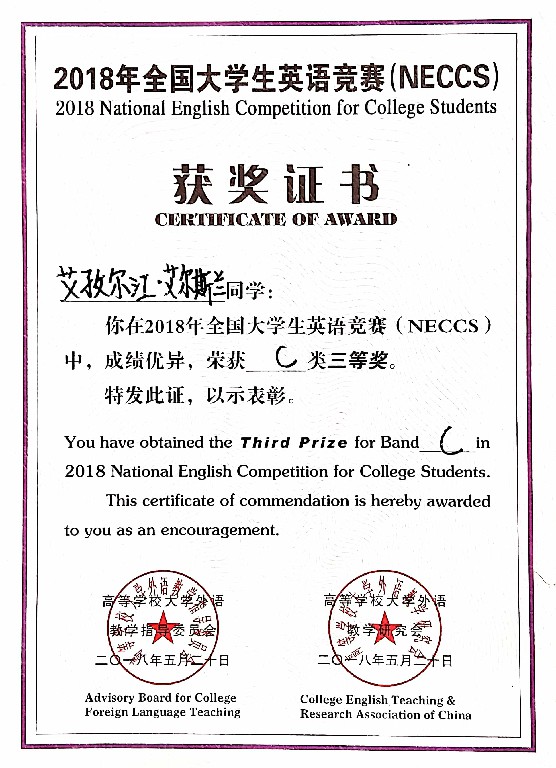 2018年全国大学生英语竞赛(NECCS)
2018 National English Competition for College Students
获奖证书
CERTIFICATE OF AWARD
艾孜尔江·艾尔斯兰同学：
你在2018年全国大学生英语竞赛（NECCS）
中，成绩优异，荣获 C 类三等奖。
特发此证，以示表彰。
You have obtained the Third Prize for Band C in
2018 National English Competition for College Students.
This certificate of commendation is hereby awarded
to you as an encouragement.
高等学校大学外语
教学指导委员会
二〇一八年五月二十日
Advisory Board for College
Foreign Language Teaching
高等学校大学外语
教学研究会
二〇一八年五月二十日
College English Teaching &
Research Association of China